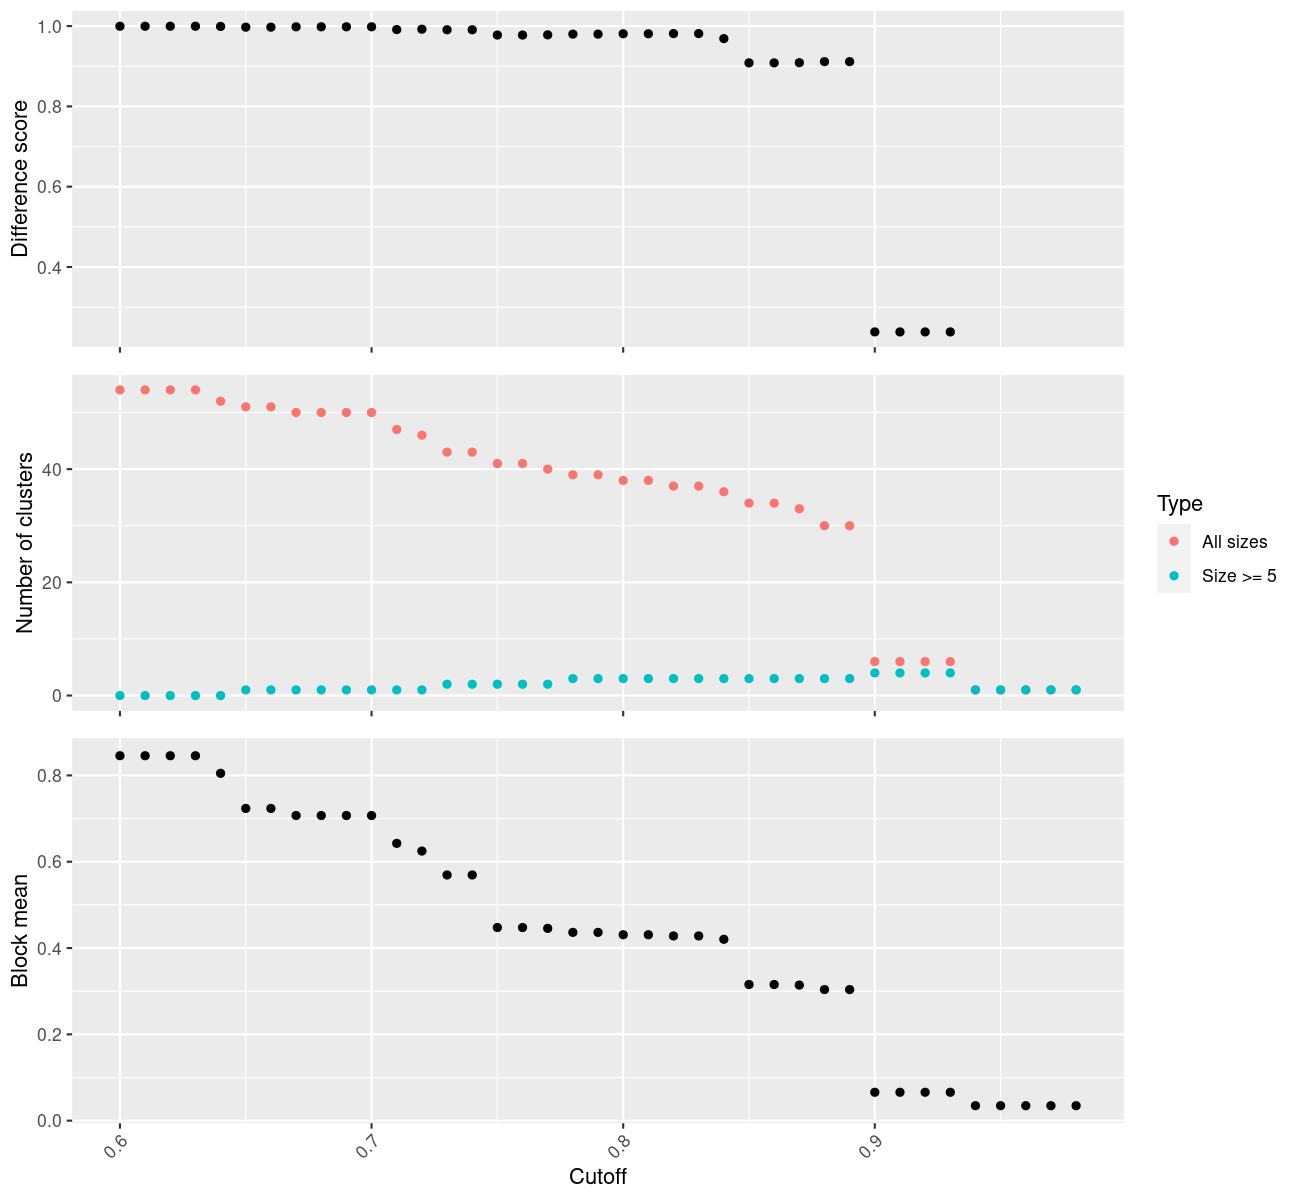 1.0
0.8
0.6
0.4
Difference score
40
20
0
Number of clusters
Type
All sizes
Size >= 5
0.8
0.6
0.4
0.2
0.0
Block mean
0.6
0.7
0.8
0.9
Cutoff